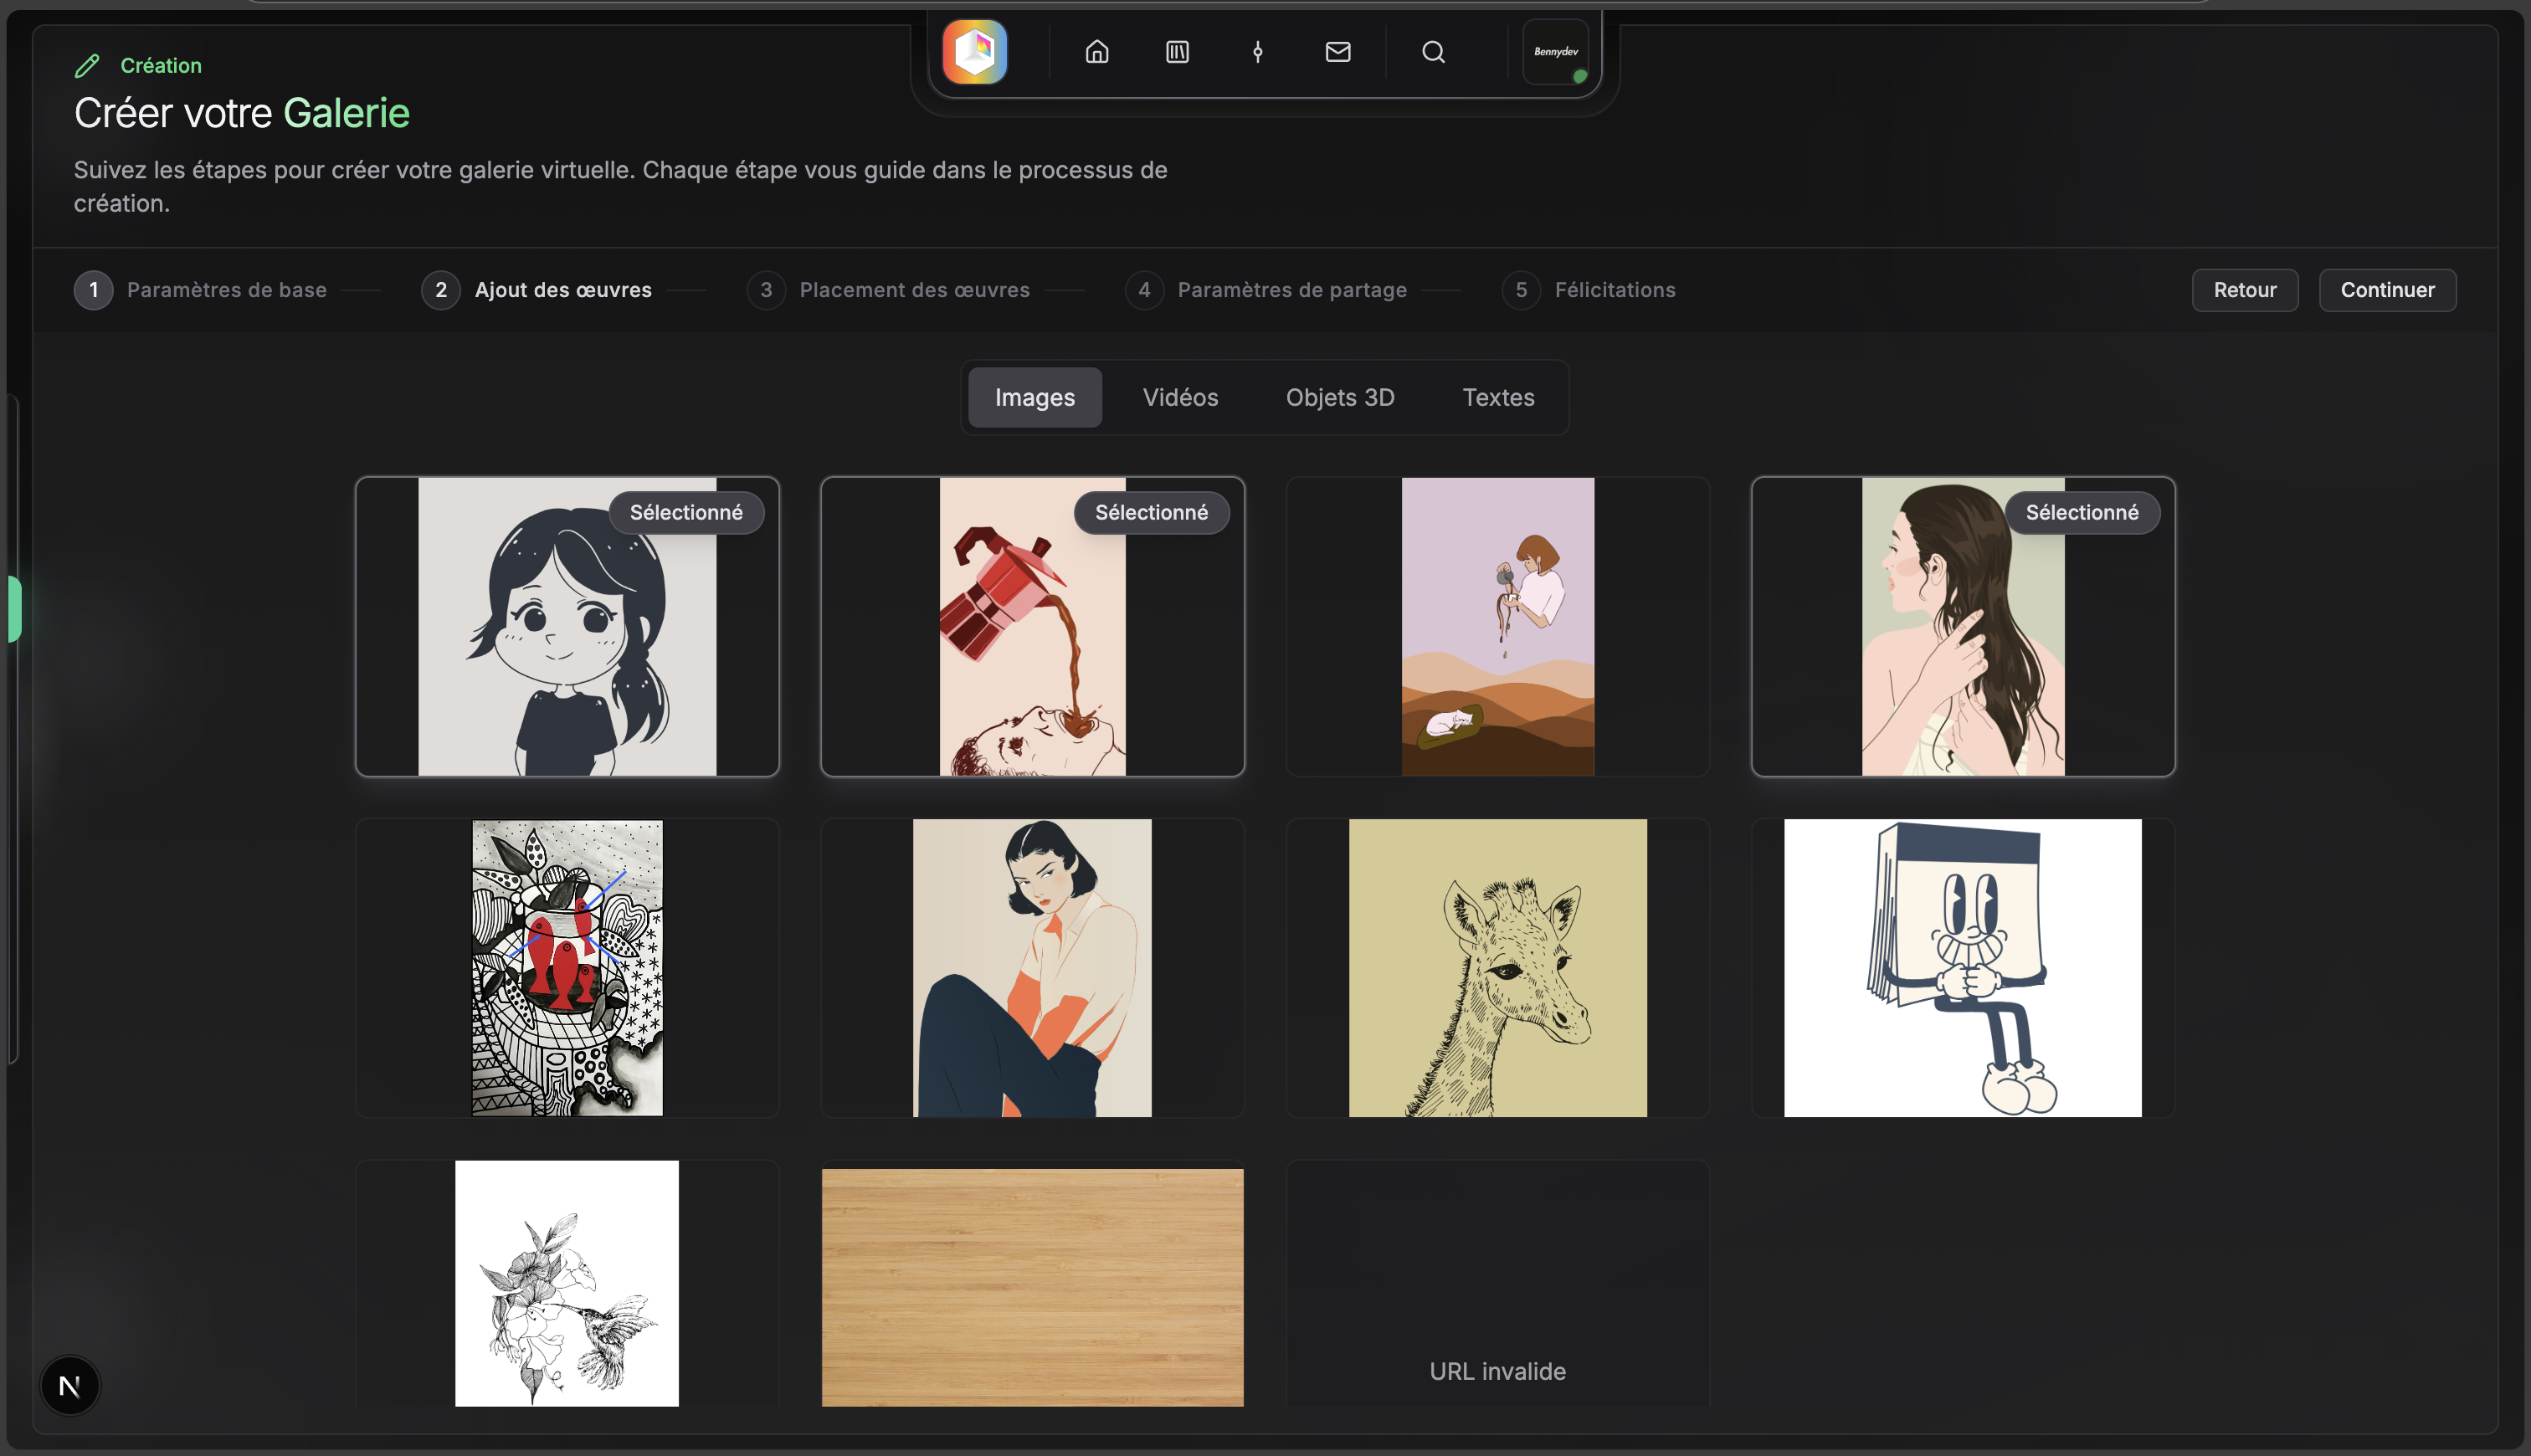 Bennydev
Création
Créer votre Galerie
Suivez les étapes pour créer votre galerie virtuelle. Chaque étape vous guide dans le processus de
création.
1 Paramètres de base
2 Ajout des œuvres
3 Placement des œuvres
4 Paramètres de partage
5 Félicitations
Retour
Continuer
Images
Vidéos
Objets 3D
Textes
Sélectionné
Sélectionné
Sélectionné
URL invalide
N